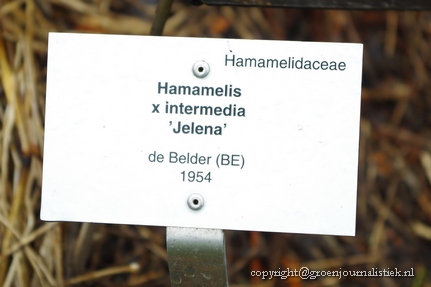 Hamamelidaceae
Hamamelis
x intermedia
’Jelena’
de Belder (BE)
1954
copyright@groenjournalistiek.nl